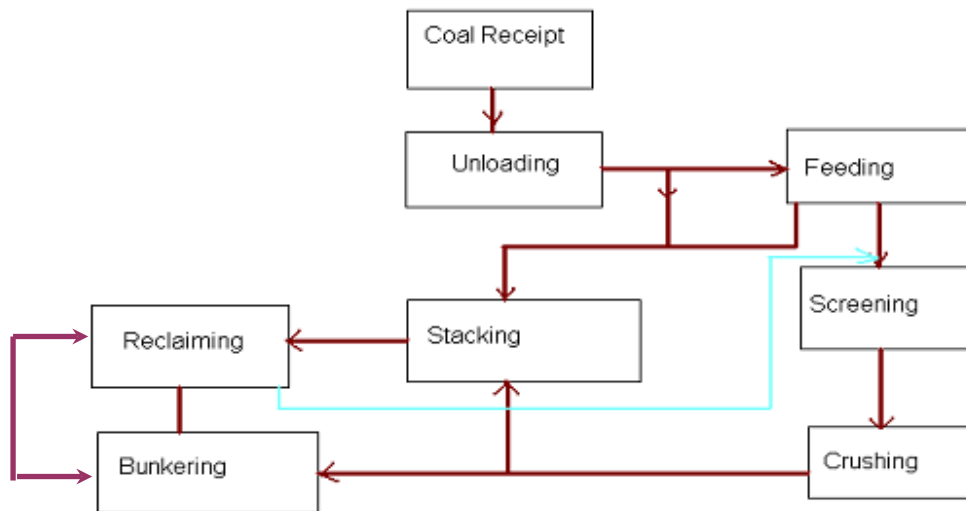 Coal Receipt
Unloading
Feeding
Screening
Reclaiming
Stacking
Bunkering
Crushing